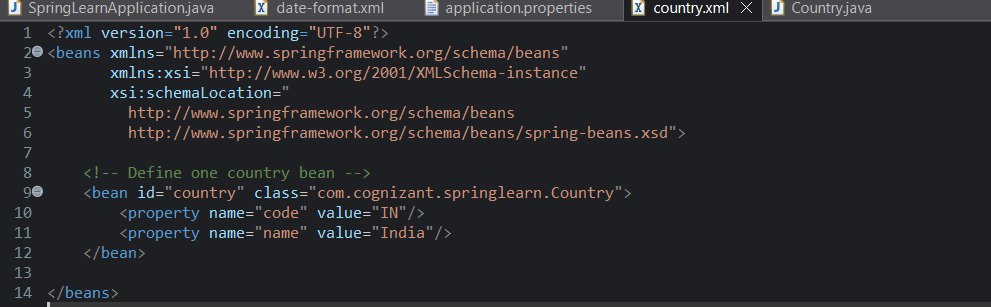 SpringLearnApplication.java date-format.xml application.properties country.xml Country.java
1 <?xml version="1.0" encoding="UTF-8"?>
2 <beans xmlns="http://www.springframework.org/schema/beans"
3 xmlns:xsi="http://www.w3.org/2001/XMLSchema-instance"
4 xsi:schemaLocation="
5 http://www.springframework.org/schema/beans
6 http://www.springframework.org/schema/beans/spring-beans.xsd">
7
8 <!-- Define one country bean -->
9 <bean id="country" class="com.cognizant.springlearn.Country">
10 <property name="code" value="IN"/>
11 <property name="name" value="India"/>
12 </bean>
13
14 </beans>